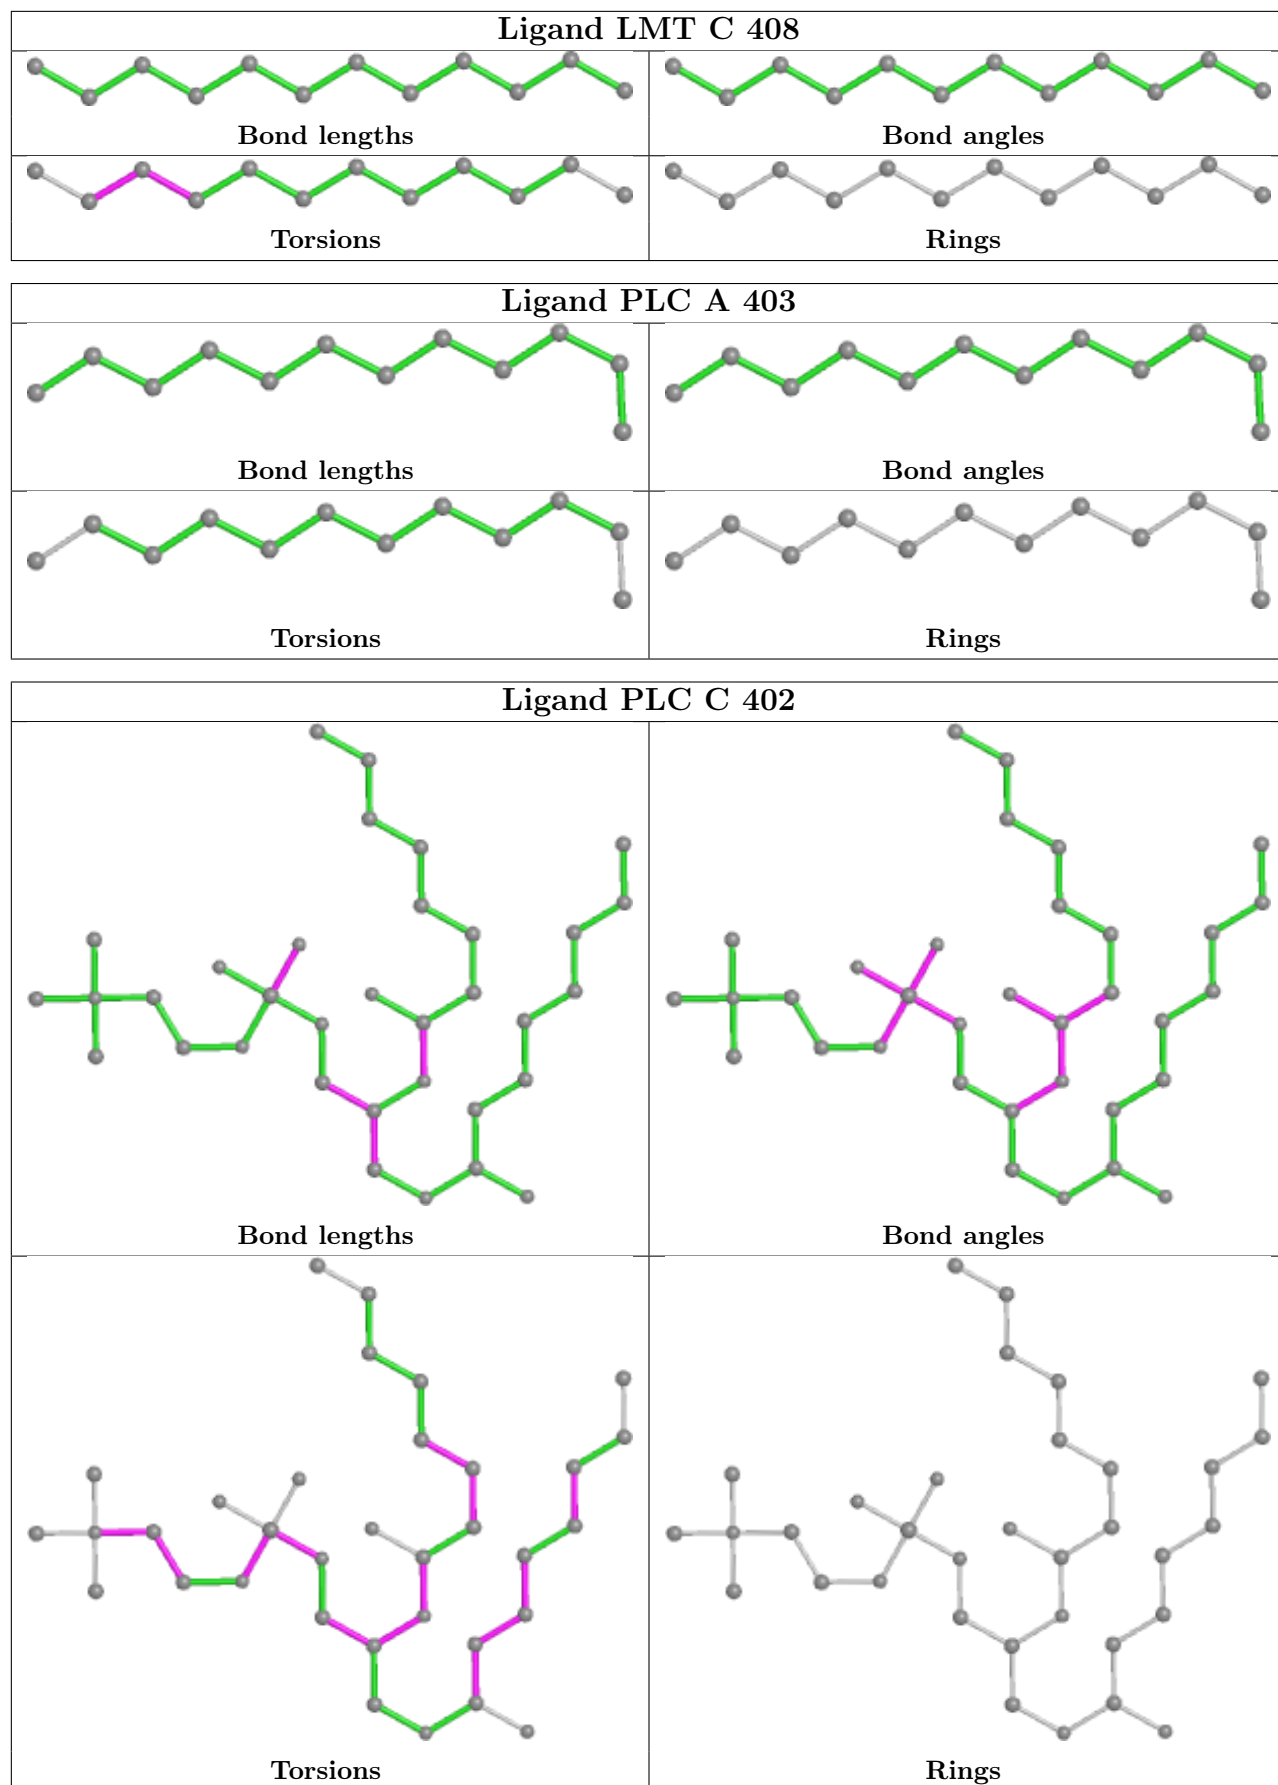 Ligand LMT C 408
Bond lengths
Bond angles
Torsions
Rings
Ligand PLC A 403
Bond lengths
Bond angles
Torsions
Rings
Ligand PLC C 402
Bond lengths
Bond angles
Torsions
Rings